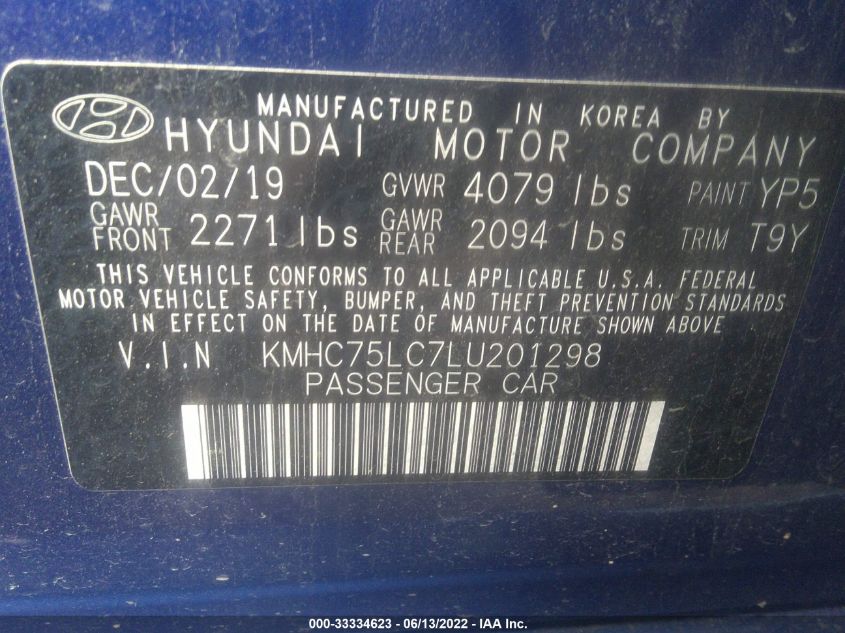 MANUFACTURED IN KOREA BY
HYUNDAI MOTOR COMPANY
DEC/02/19 GVWR 4079 lbs PAINT YP5
GAWR FRONT 2271 lbs GAWR REAR 2094 lbs TRIM T9Y
THIS VEHICLE CONFORMS TO ALL APPLICABLE U.S.A. FEDERAL
MOTOR VEHICLE SAFETY, BUMPER, AND THEFT PREVENTION STANDARDS
IN EFFECT ON THE DATE OF MANUFACTURE SHOWN ABOVE
V.I.N KMHC75LC7LU201298
PASSENGER CAR
000-33334623 - 06/13/2022 - IAA Inc.